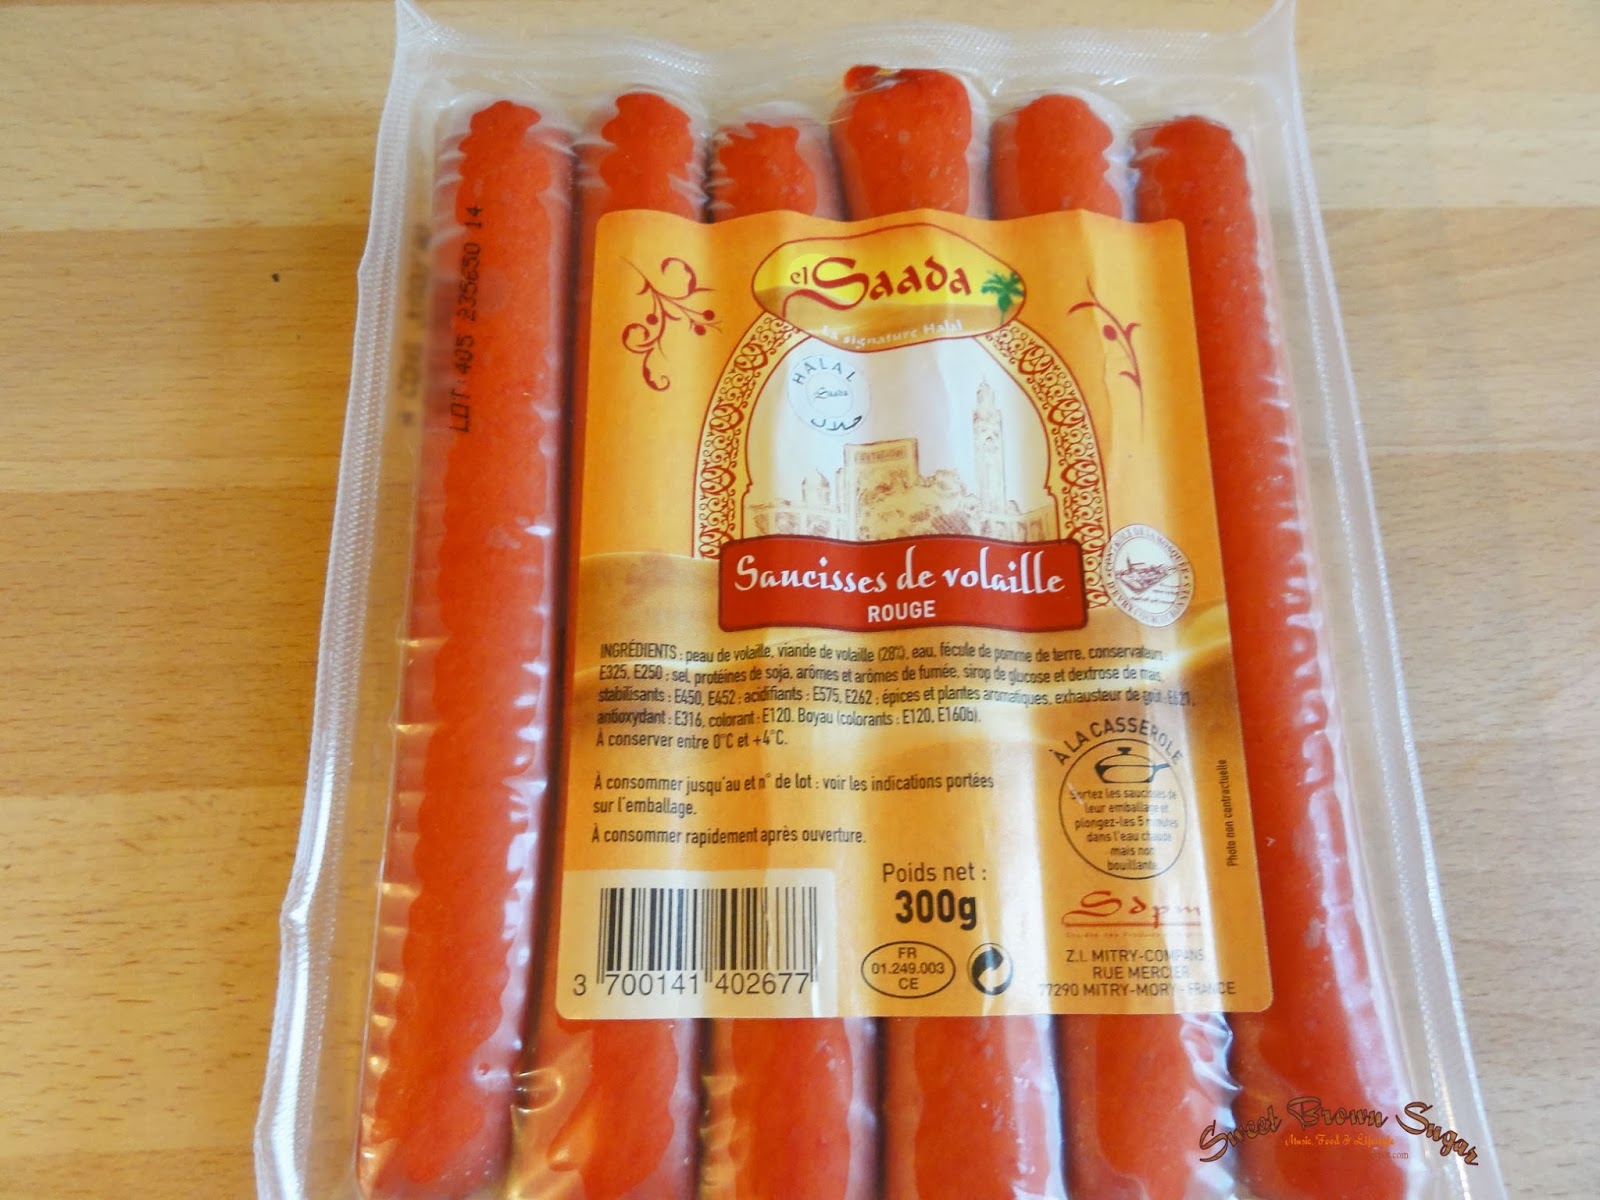 LOT: 405 235650 14
el Saada
La signature Halal
HALAL
Saada
حلال
Saucisses de volaille
ROUGE
INGRÉDIENTS : peau de volaille, viande de volaille (28%), eau, fécule de pomme de terre, conservateurs :
E325, E250 ; sel, protéines de soja, arômes et arômes de fumée, sirop de glucose et dextrose de maïs,
stabilisants : E450, E452 ; acidifiants : E575, E262 ; épices et plantes aromatiques, exhausteur de goût : E621,
antioxydant : E316, colorant : E120. Boyau (colorants : E120, E160b).
À conserver entre 0°C et +4°C.
À consommer jusqu'au et n° de lot : voir les indications portées
sur l'emballage.
À consommer rapidement après ouverture.
À LA CASSEROLE
Sortez les saucisses de
leur emballage et
plongez-les 5 minutes
dans l'eau chaude
mais non
bouillante
Photo non contractuelle
Poids net :
300g
3 700141 402677
FR
01.249.003
CE
Sdpm
Z.I. MITRY-COMPANS
RUE MERCIER
77290 MITRY-MORY - FRANCE
Sweet Brown Sugar
Music, Food & Lifestyle